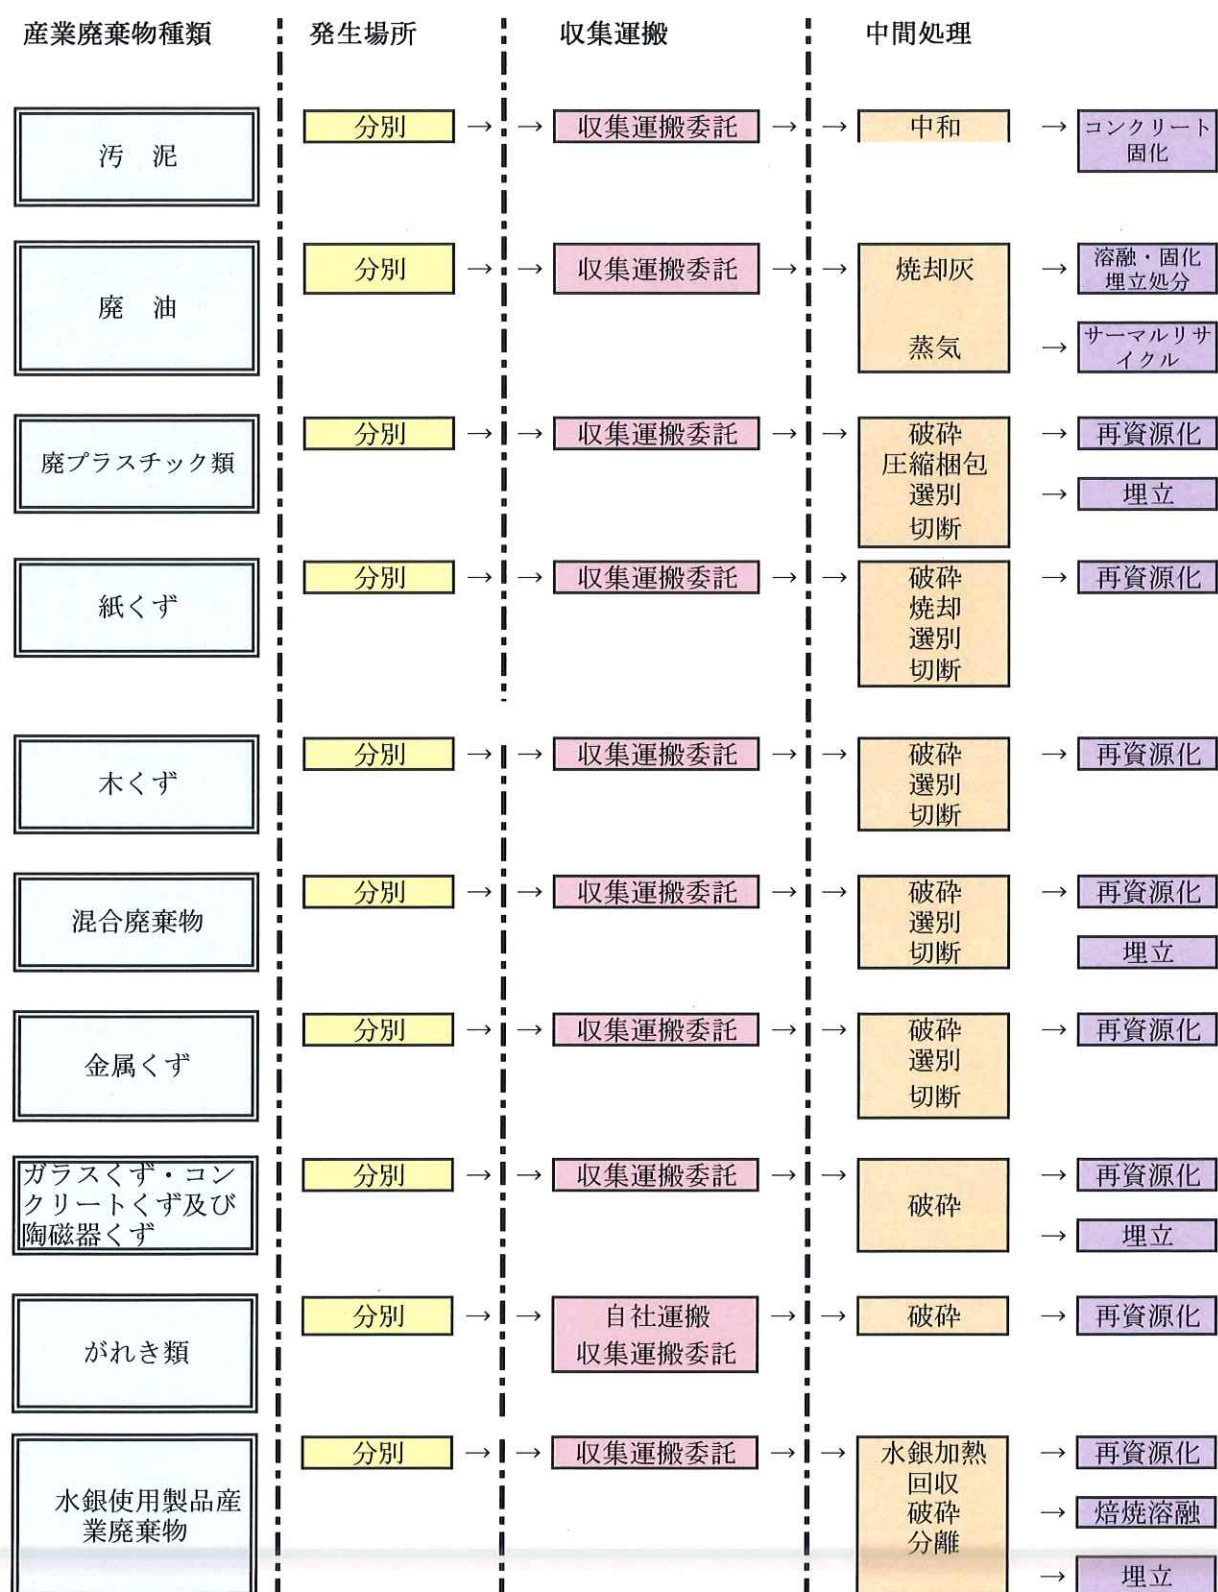 産業廃棄物種類 発生場所 収集運搬 中間処理
汚 泥
分別 → → 収集運搬委託 → → 中和 → コンクリート
固化
廃 油
分別 → → 収集運搬委託 → → 焼却灰 → 溶融・固化
埋立処分
蒸気 → サーマルリサ
イクル
廃プラスチック類
分別 → → 収集運搬委託 → → 破砕 → 再資源化
圧縮梱包
選別 → 埋立
切断
紙くず
分別 → → 収集運搬委託 → → 破砕 → 再資源化
焼却
選別
切断
木くず
分別 → → 収集運搬委託 → → 破砕 → 再資源化
選別
切断
混合廃棄物
分別 → → 収集運搬委託 → → 破砕 → 再資源化
選別
切断 埋立
金属くず
分別 → → 収集運搬委託 → → 破砕 → 再資源化
選別
切断
ガラスくず・コン
クリートくず及び
陶磁器くず
分別 → → 収集運搬委託 → → 破砕 → 再資源化
→ 埋立
がれき類
分別 → → 自社運搬 → → 破砕 → 再資源化
収集運搬委託
水銀使用製品産
業廃棄物
分別 → → 収集運搬委託 → → 水銀加熱 → 再資源化
回収
破砕 → 焙焼溶融
分離
→ 埋立